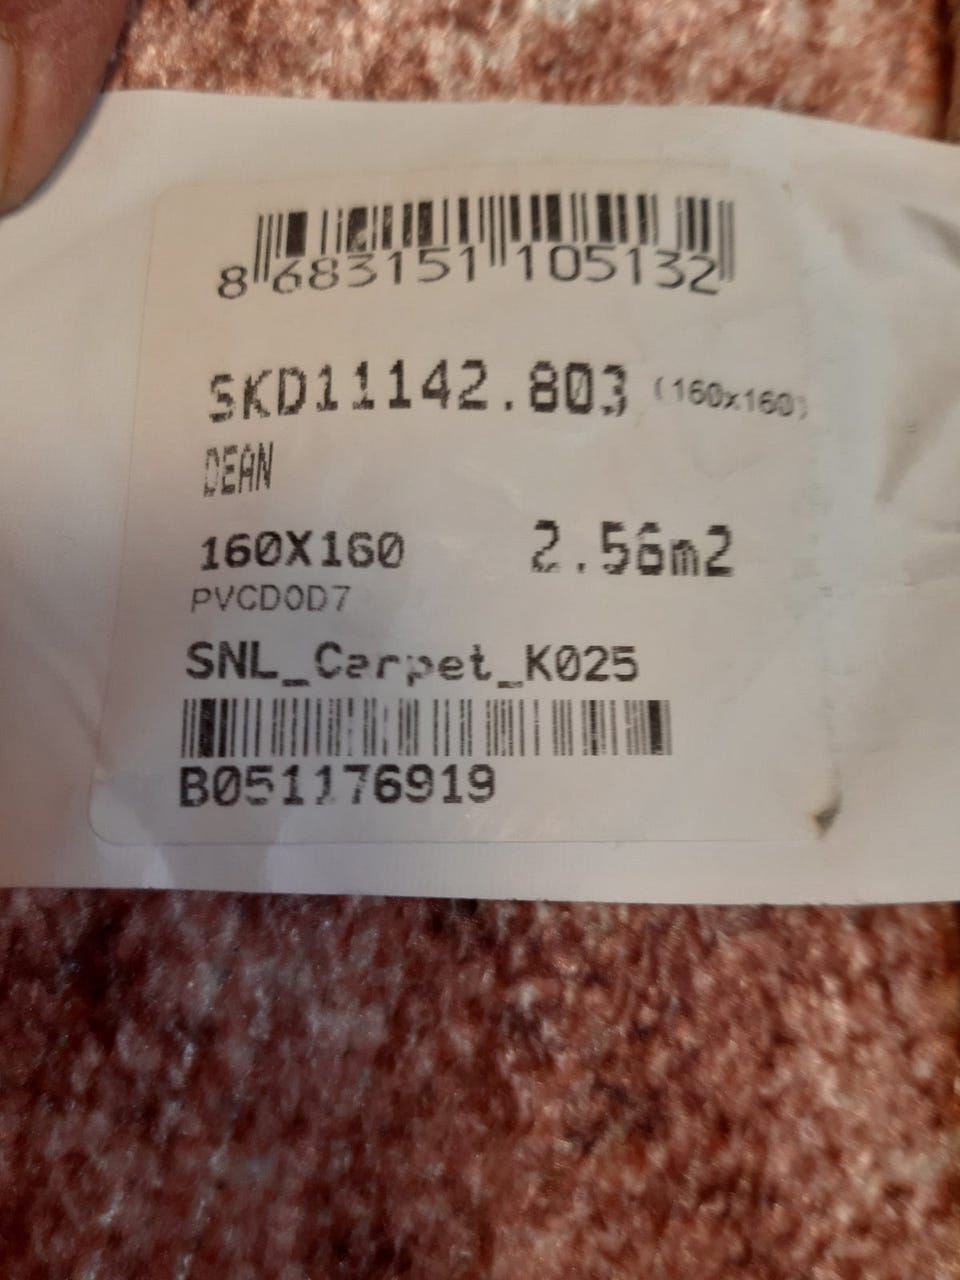 8 683151 105132
SKD11142.803 (160x160)
DEAN
160X160 2.56m2
PVCD0D7
SNL_Carpet_K025
B051176919